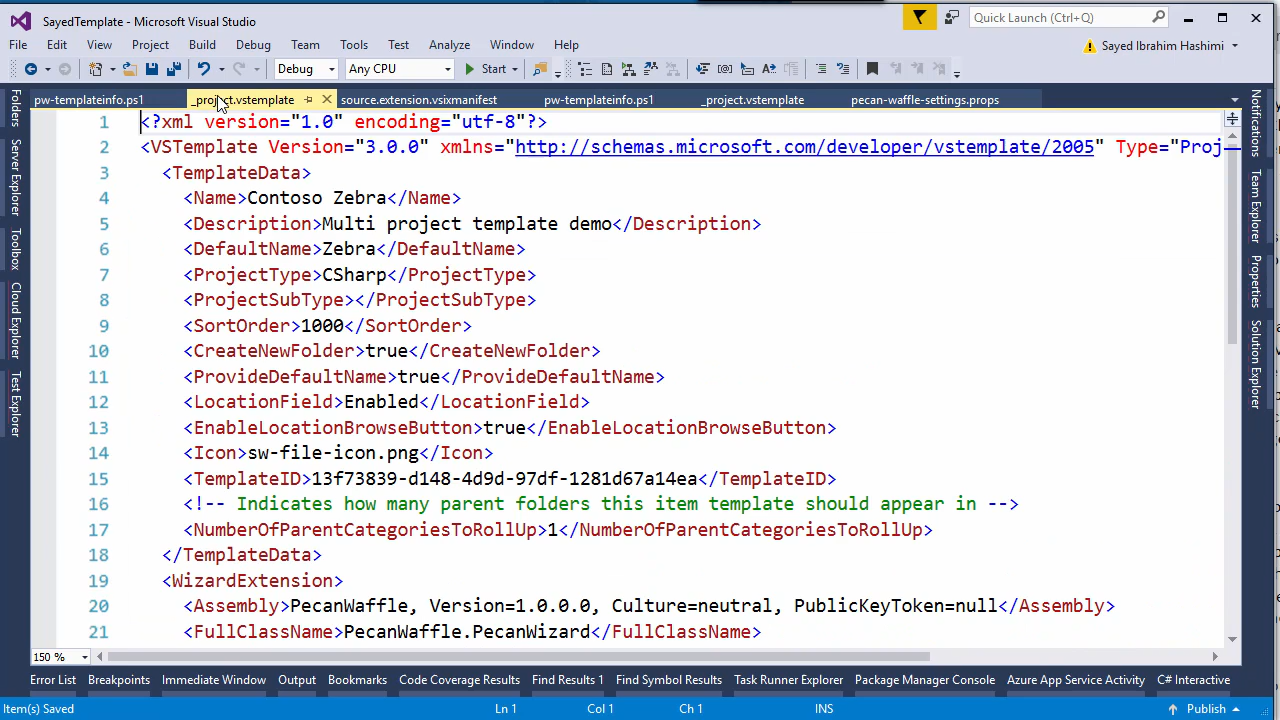 SayedTemplate - Microsoft Visual Studio
Quick Launch (Ctrl+Q)
File Edit View Project Build Debug Team Tools Test Analyze Window Help
Sayed Ibrahim Hashimi
Debug Any CPU Start
pw-templateinfo.ps1 _project.vstemplate source.extension.vsixmanifest pw-templateinfo.ps1 _project.vstemplate pecan-waffle-settings.props
Folders
Server Explorer
Toolbox
Cloud Explorer
Test Explorer
1 <?xml version="1.0" encoding="utf-8"?>
2 <VSTemplate Version="3.0.0" xmlns="http://schemas.microsoft.com/developer/vstemplate/2005" Type="Proj
3 <TemplateData>
4 <Name>Contoso Zebra</Name>
5 <Description>Multi project template demo</Description>
6 <DefaultName>Zebra</DefaultName>
7 <ProjectType>CSharp</ProjectType>
8 <ProjectSubType></ProjectSubType>
9 <SortOrder>1000</SortOrder>
10 <CreateNewFolder>true</CreateNewFolder>
11 <ProvideDefaultName>true</ProvideDefaultName>
12 <LocationField>Enabled</LocationField>
13 <EnableLocationBrowseButton>true</EnableLocationBrowseButton>
14 <Icon>sw-file-icon.png</Icon>
15 <TemplateID>13f73839-d148-4d9d-97df-1281d67a14ea</TemplateID>
16 <!-- Indicates how many parent folders this item template should appear in -->
17 <NumberOfParentCategoriesToRollUp>1</NumberOfParentCategoriesToRollUp>
18 </TemplateData>
19 <WizardExtension>
20 <Assembly>PecanWaffle, Version=1.0.0.0, Culture=neutral, PublicKeyToken=null</Assembly>
21 <FullClassName>PecanWaffle.PecanWizard</FullClassName>
Notifications
Team Explorer
Properties
Solution Explorer
150 %
Error List Breakpoints Immediate Window Output Bookmarks Code Coverage Results Find Results 1 Find Symbol Results Task Runner Explorer Package Manager Console Azure App Service Activity C# Interactive
Item(s) Saved Ln 1 Col 1 Ch 1 INS Publish